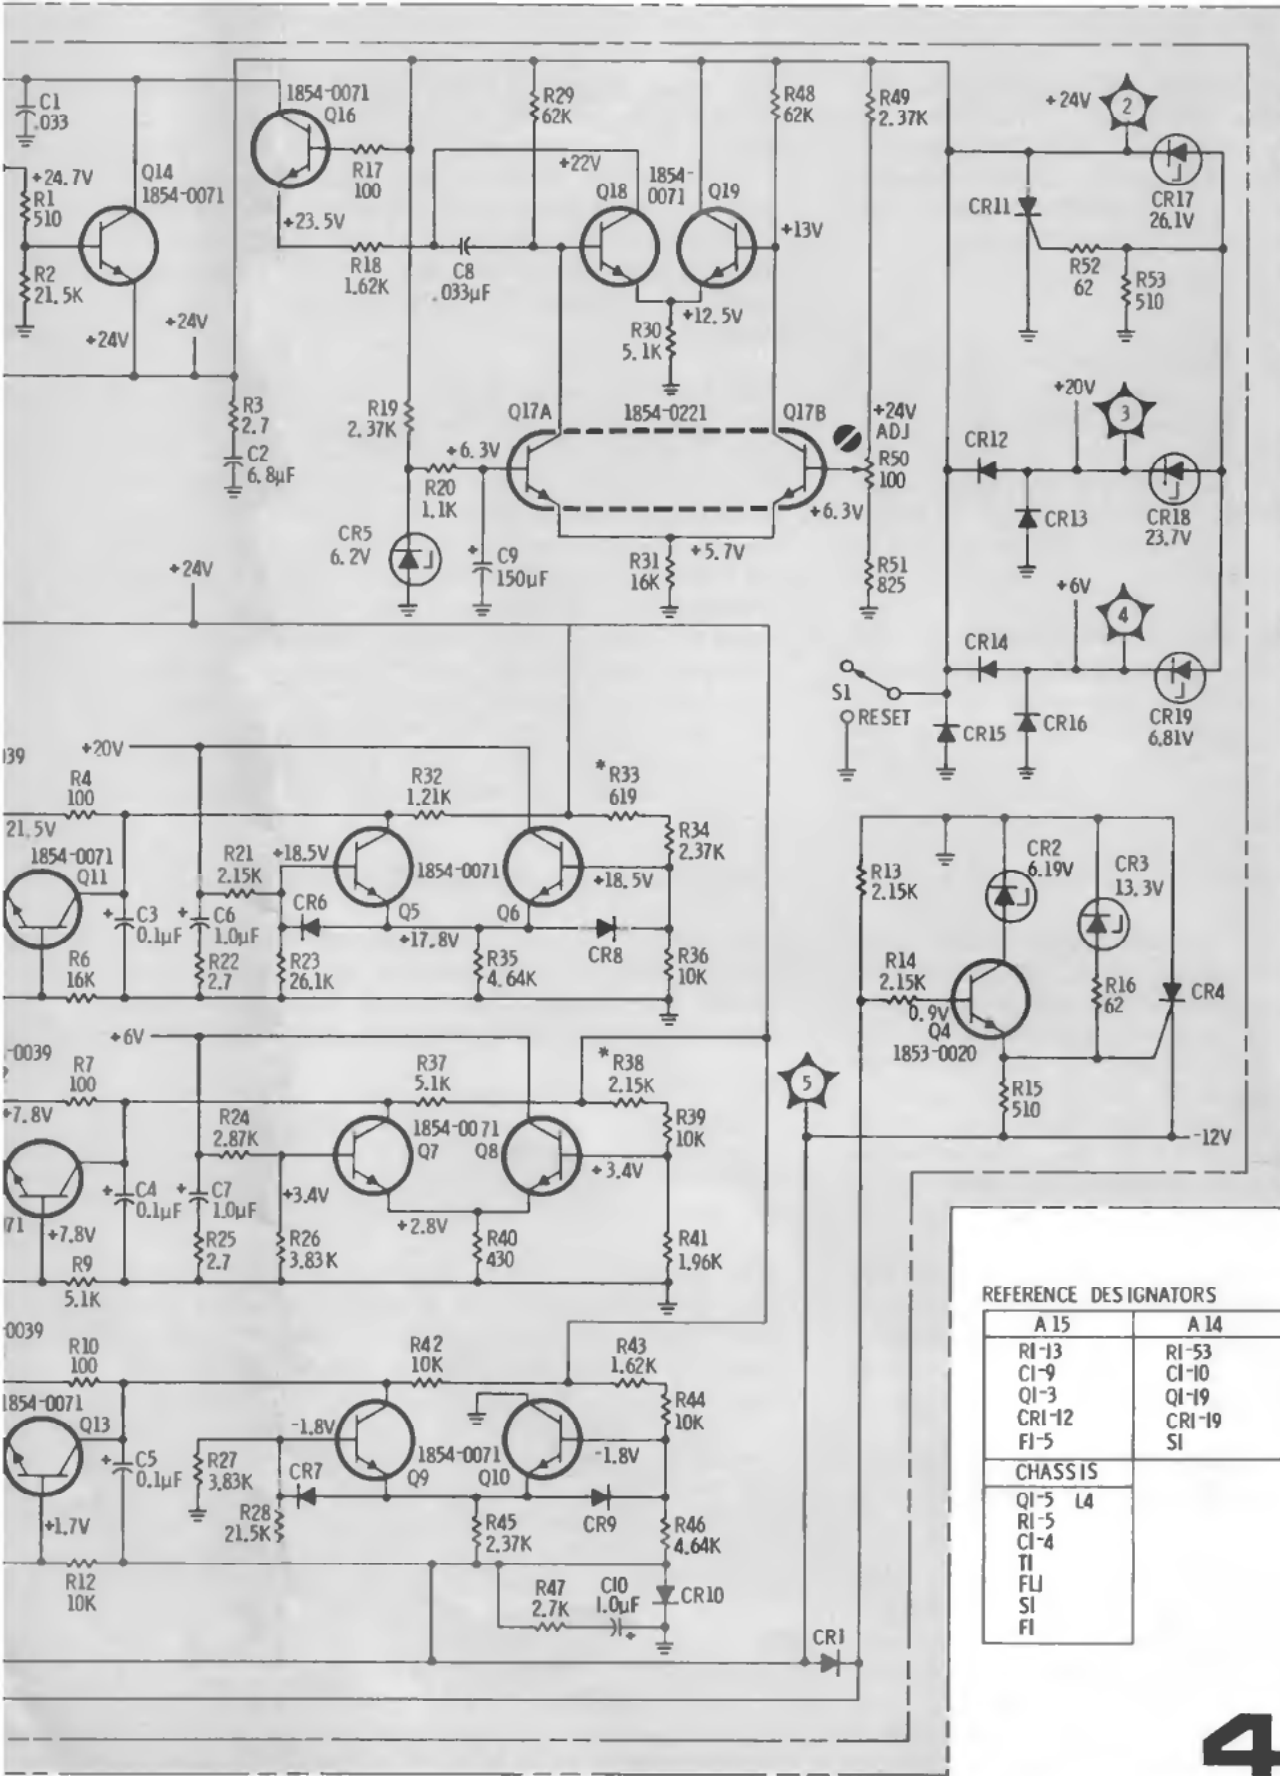 C1
.033
+24.7V
R1
510
R2
21.5K
Q14
1854-0071
+24V
+24V
R3
2.7
C2
6.8µF
1854-0071
Q16
R17
100
+23.5V
R18
1.62K
C8
.033µF
R29
62K
+22V
Q18
1854-
0071
Q19
R48
62K
+13V
R49
2.37K
+12.5V
R30
5.1K
R19
2.37K
Q17A
1854-0221
Q17B
+24V
ADJ
R50
100
+6.3V
R20
1.1K
+6.3V
CR5
6.2V
C9
150µF
+5.7V
R31
16K
R51
825
+24V
2
CR11
CR17
26.1V
R52
62
R53
510
+20V
3
CR12
CR13
CR18
23.7V
+6V
4
CR14
S1
RESET
CR15
CR16
CR19
6.81V
+24V
039
+20V
R4
100
21.5V
1854-0071
Q11
C3
0.1µF
C6
1.0µF
R6
16K
R22
2.7
R21
2.15K
+18.5V
CR6
R23
26.1K
R32
1.21K
1854-0071
Q5
Q6
+17.8V
R35
4.64K
*R33
619
R34
2.37K
+18.5V
CR8
R36
10K
R13
2.15K
CR2
6.19V
CR3
13.3V
R14
2.15K
0.9V
Q4
1853-0020
R16
62
CR4
R15
510
-12V
5
-0039
+6V
R7
100
+7.8V
R24
2.87K
C4
0.1µF
C7
1.0µF
071
+7.8V
R9
5.1K
R25
2.7
+3.4V
R26
3.83K
R37
5.1K
1854-0071
Q7
Q8
+2.8V
R40
430
*R38
2.15K
R39
10K
+3.4V
R41
1.96K
-0039
R10
100
1854-0071
Q13
C5
0.1µF
+1.7V
R12
10K
R27
3.83K
-1.8V
CR7
R28
21.5K
R42
10K
1854-0071
Q9
Q10
R45
2.37K
R43
1.62K
R44
10K
-1.8V
CR9
R46
4.64K
R47
2.7K
C10
1.0µF
CR10
CR1
REFERENCE DESIGNATORS
A15 A14
R1-13 R1-53
C1-9 C1-10
Q1-3 Q1-19
CR1-12 CR1-19
F1-5 S1
CHASSIS
Q1-5 L4
R1-5
C1-4
T1
FL1
S1
F1
4